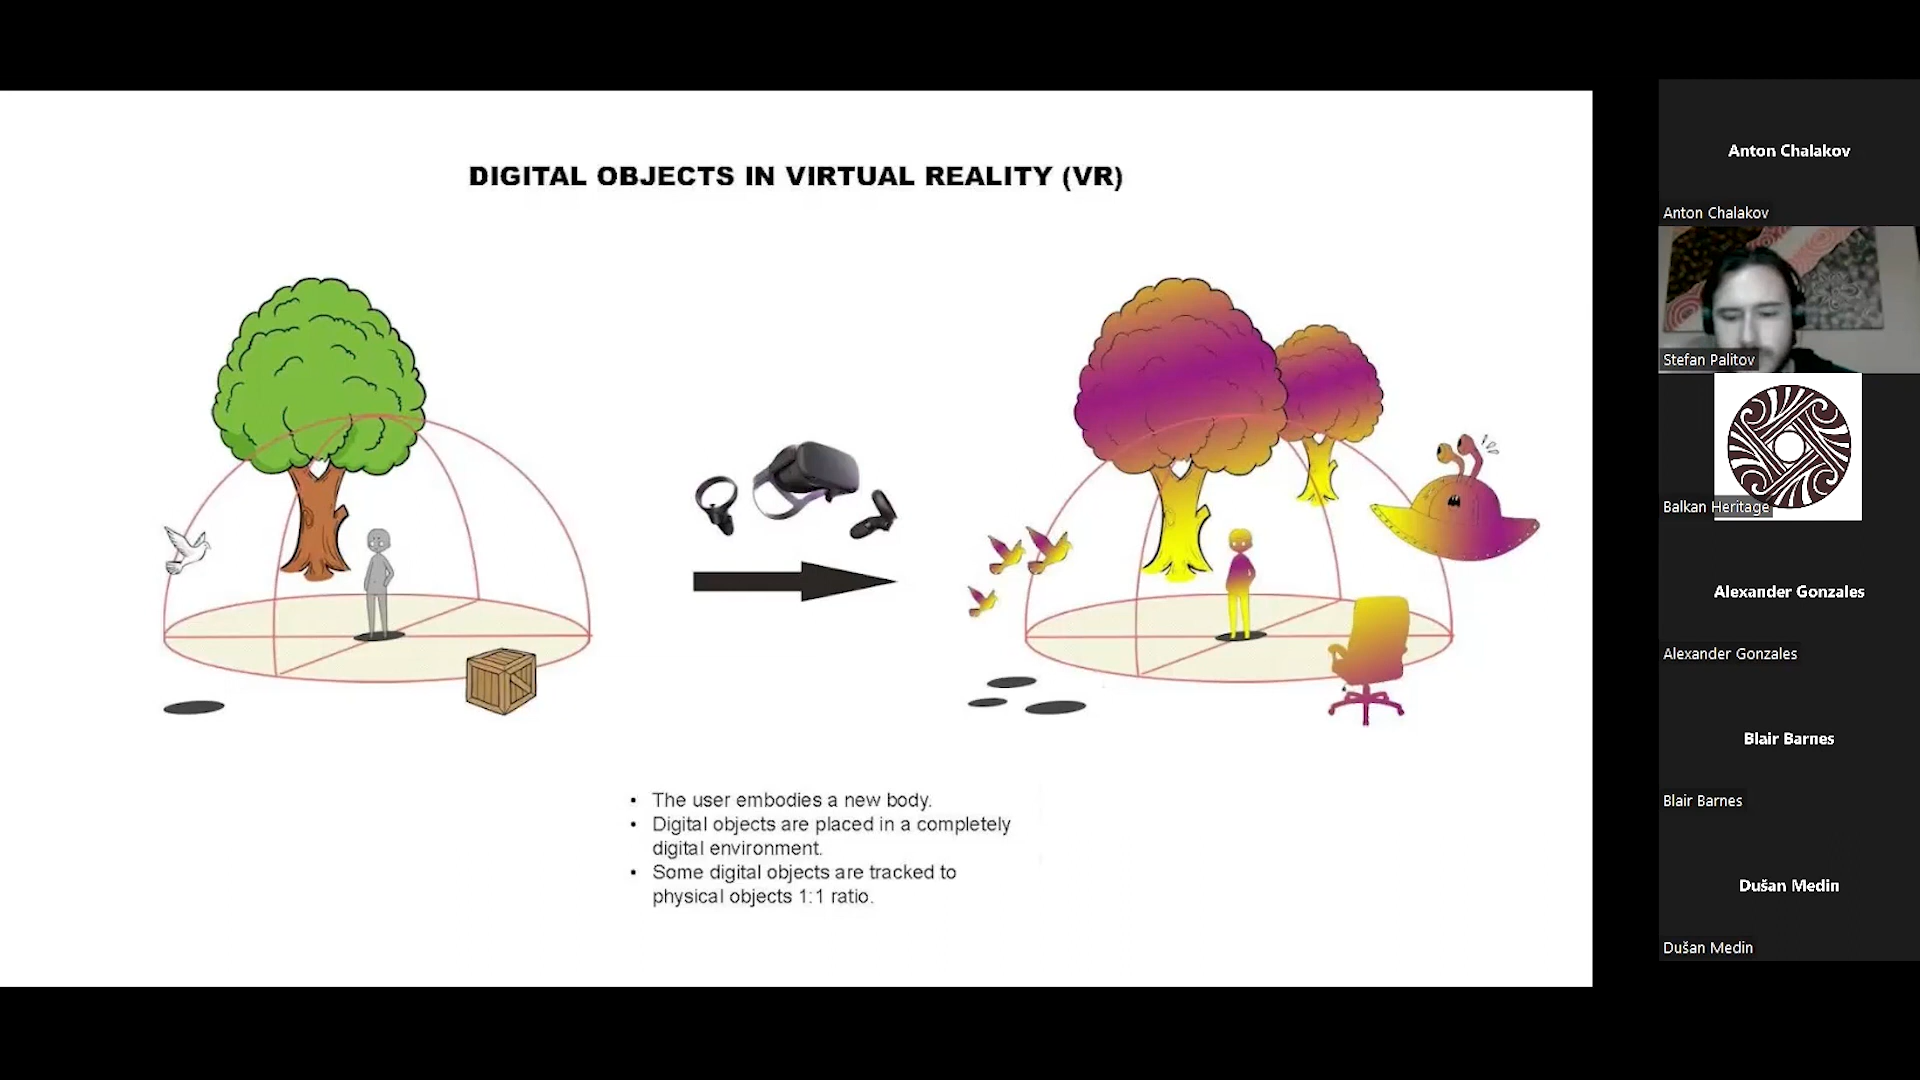 DIGITAL OBJECTS IN VIRTUAL REALITY (VR)
• The user embodies a new body.
• Digital objects are placed in a completely
digital environment.
• Some digital objects are tracked to
physical objects 1:1 ratio.
Anton Chalakov
Anton Chalakov
Stefan Palitov
Balkan Heritage
Alexander Gonzales
Alexander Gonzales
Blair Barnes
Blair Barnes
Dušan Medin
Dušan Medin